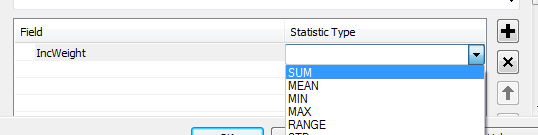 Field Statistic Type
IncWeight
SUM
MEAN
MIN
MAX
RANGE